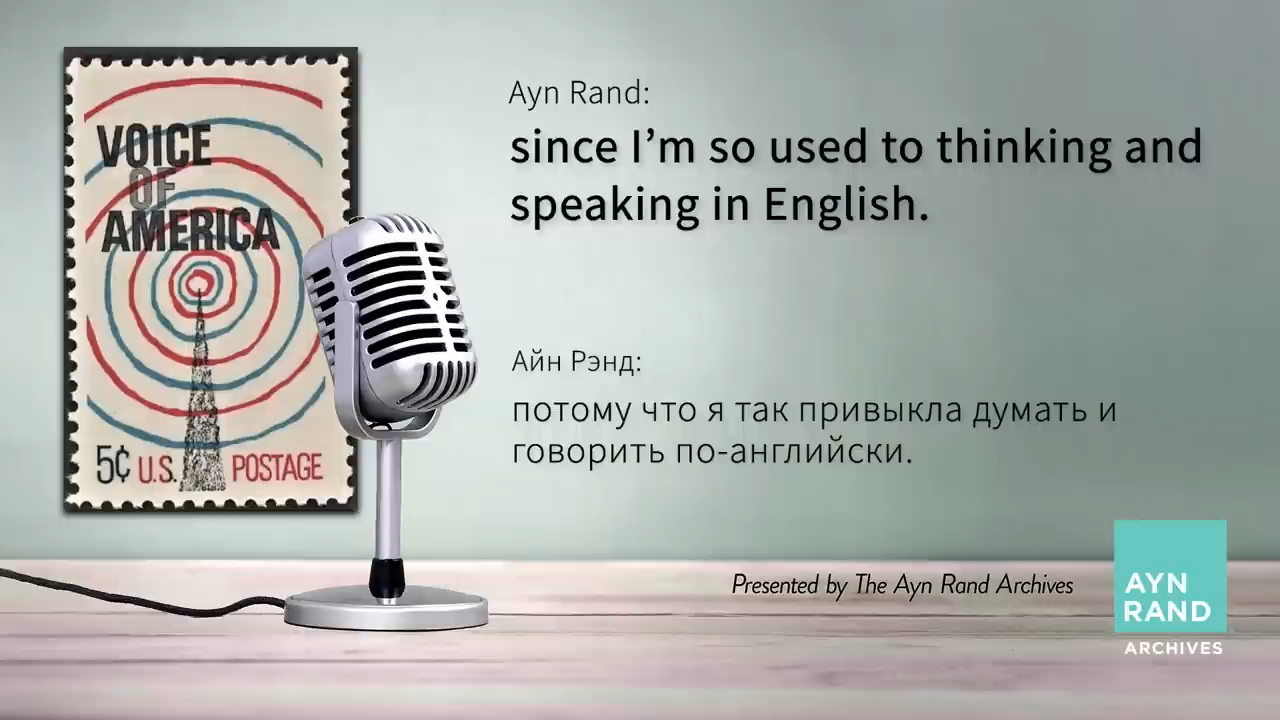 VOICE
OF
AMERICA
5¢ U.S. POSTAGE
Ayn Rand:
since I’m so used to thinking and
speaking in English.
Айн Рэнд:
потому что я так привыкла думать и
говорить по-английски.
Presented by The Ayn Rand Archives
AYN
RAND
ARCHIVES